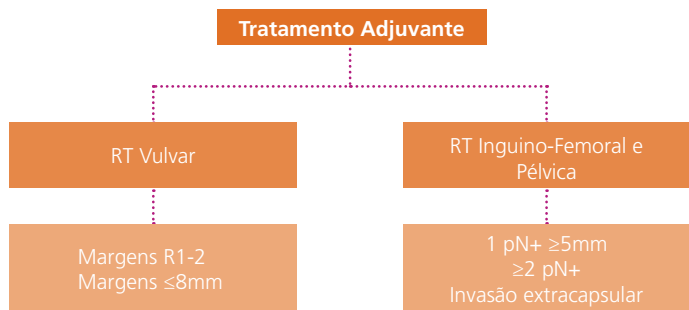 Tratamento Adjuvante
RT Vulvar
RT Inguino-Femoral e
Pélvica
Margens R1-2
Margens ≤8mm
1 pN+ ≥5mm
≥2 pN+
Invasão extracapsular